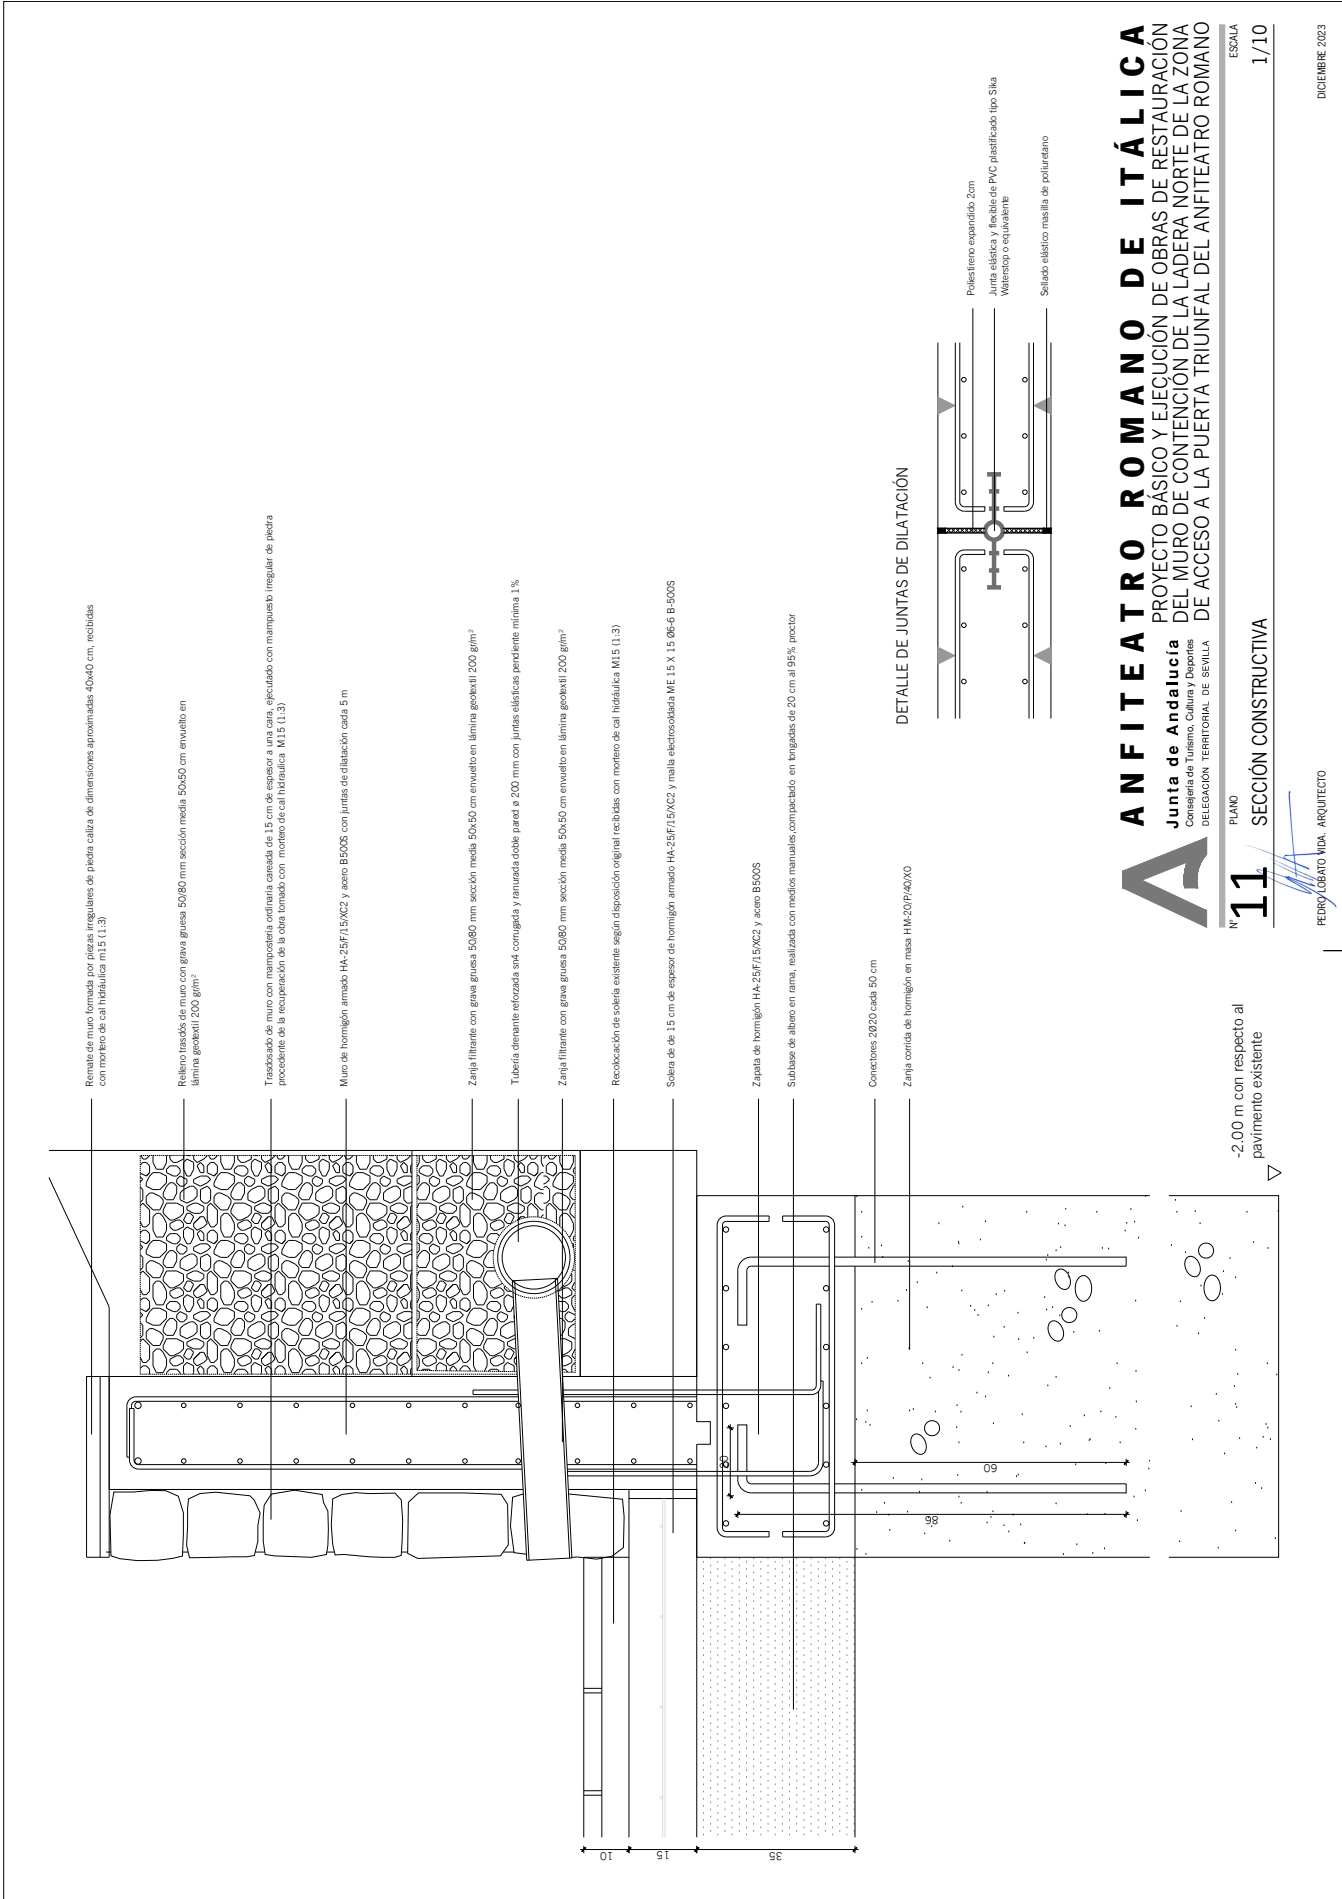 Remate de muro formada por piezas irregulares de piedra caliza de dimensiones aproximadas 40x40 cm, recibidas
con mortero de cal hidráulica m15 (1:3)
Relleno trasdós de muro con grava gruesa 50/80 mm sección media 50x50 cm envuelto en
lámina geotextil 200 gr/m²
Trasdosado de muro con mampostería ordinaria careada de 15 cm de espesor a una cara, ejecutado con mampuesto irregular de piedra
procedente de la recuperación de la obra tomado con mortero de cal hidraulica M15 (1:3)
Muro de hormigón armado HA-25/F/15/XC2 y acero B500S con juntas de dilatación cada 5 m
Zanja filtrante con grava gruesa 50/80 mm sección media 50x50 cm envuelto en lámina geotextil 200 gr/m²
Tubería drenante reforzada sn4 corrugada y ranurada doble pared ø 200 mm con juntas elásticas pendiente mínima 1%
Zanja filtrante con grava gruesa 50/80 mm sección media 50x50 cm envuelto en lámina geotextil 200 gr/m²
Recolocación de solería existente según disposición original recibidas con mortero de cal hidráulica M15 (1:3)
Solera de de 15 cm de espesor de hormigón armado HA-25/F/15/XC2 y malla electrosoldada ME 15 X 15 Ø6-6 B-500S
Zapata de hormigón HA-25/F/15/XC2 y acero B500S
Subbase de albero en rama, realizada con medios manuales,compactado en tongadas de 20 cm al 95% proctor
Conectores 2Ø20 cada 50 cm
Zanja corrida de hormigón en masa HM-20/P/40/X0
10
15
35
20
86
60
-2.00 m con respecto al
pavimento existente
DETALLE DE JUNTAS DE DILATACIÓN
Poliestireno expandido 2cm
Junta elástica y flexible de PVC plastificado tipo Sika
Waterstop o equivalente
Sellado elástico masilla de poliuretano
ANFITEATRO ROMANO DE ITÁLICA
Junta de Andalucía
Consejería de Turismo, Cultura y Deportes
DELEGACIÓN TERRITORIAL DE SEVILLA
PROYECTO BÁSICO Y EJECUCIÓN DE OBRAS DE RESTAURACIÓN
DEL MURO DE CONTENCIÓN DE LA LADERA NORTE DE LA ZONA
DE ACCESO A LA PUERTA TRIUNFAL DEL ANFITEATRO ROMANO
Nº
11
PLANO
SECCIÓN CONSTRUCTIVA
ESCALA
1/10
PEDRO LOBATO VIDA. ARQUITECTO
DICIEMBRE 2023